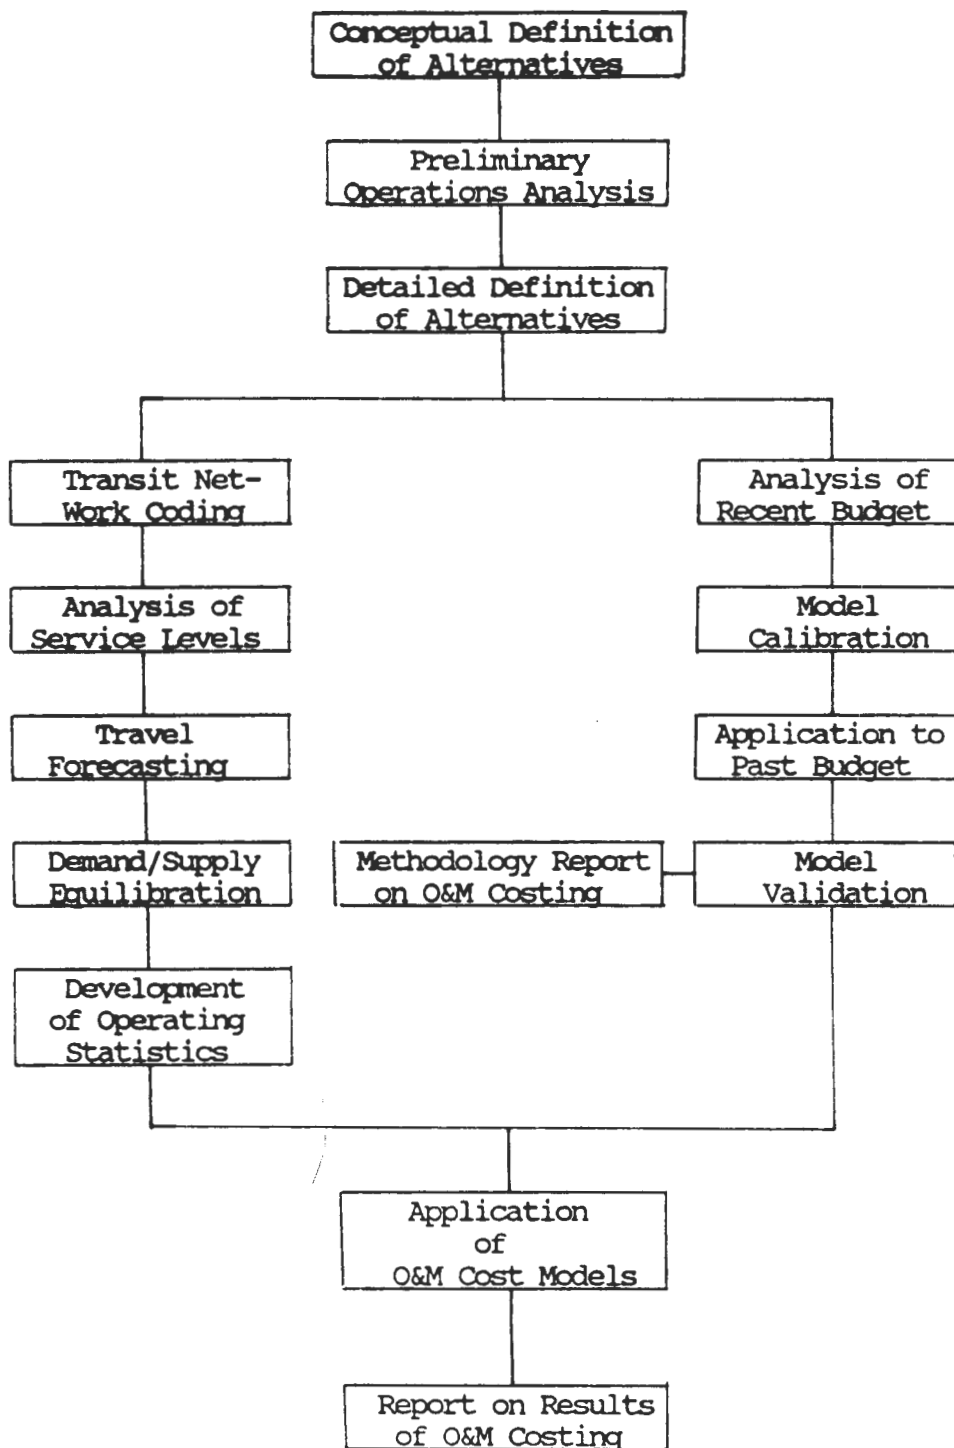 Conceptual Definition
of Alternatives
Preliminary
Operations Analysis
Detailed Definition
of Alternatives
Transit Net-
Work Coding
Analysis of
Service Levels
Travel
Forecasting
Demand/Supply
Equilibration
Development
of Operating
Statistics
Analysis of
Recent Budget
Model
Calibration
Application to
Past Budget
Methodology Report
on O&M Costing
Model
Validation
Application
of
O&M Cost Models
Report on Results
of O&M Costing